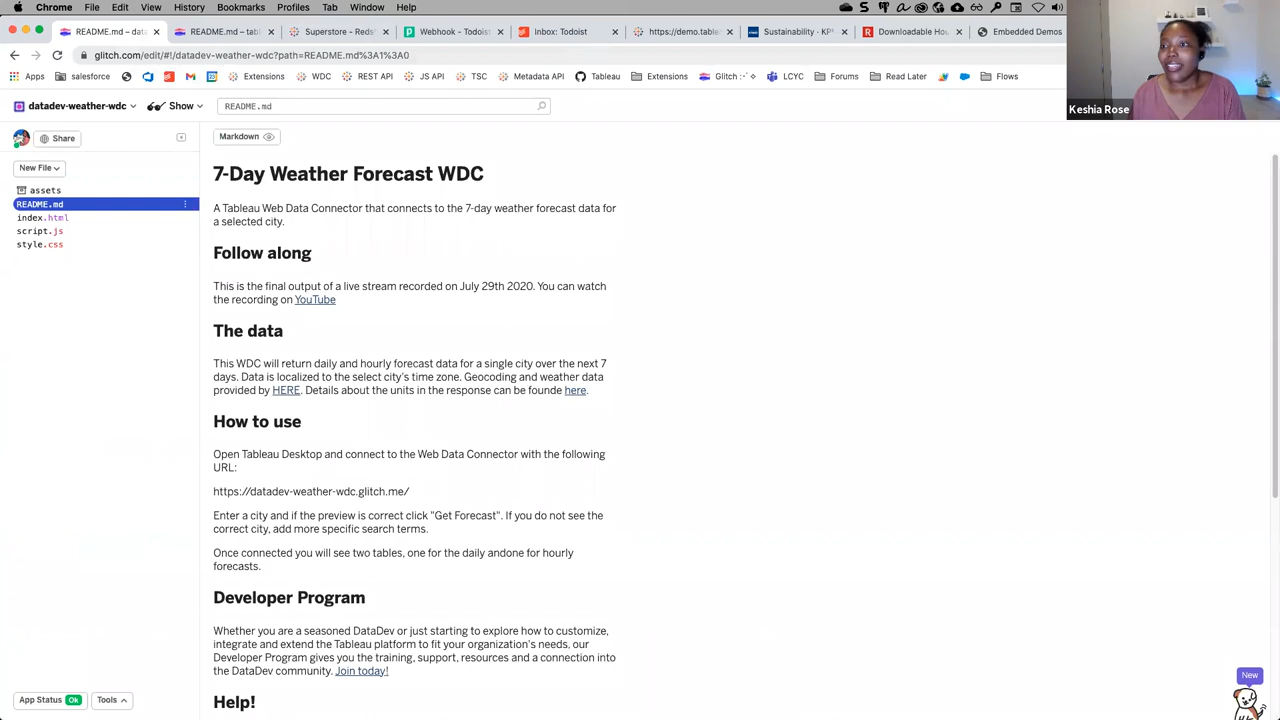 Chrome File Edit View History Bookmarks Profiles Tab Window Help
README.md – datadev-weat
README.md – tabl
Superstore - Reds
Webhook - Todois
Inbox: Todoist
https://demo.table
Sustainability - KP
Downloadable Hou
Embedded Demos
glitch.com/edit/#!/datadev-weather-wdc?path=README.md%3A1%3A0
Apps salesforce Extensions WDC REST API JS API TSC Metadata API Tableau Extensions Glitch :·ﾟ✧ LCYC Forums Read Later Flows
Keshia Rose
datadev-weather-wdc Show README.md
Share
Markdown
New File
assets
README.md
index.html
script.js
style.css
7-Day Weather Forecast WDC
A Tableau Web Data Connector that connects to the 7-day weather forecast data for
a selected city.
Follow along
This is the final output of a live stream recorded on July 29th 2020. You can watch
the recording on YouTube
The data
This WDC will return daily and hourly forecast data for a single city over the next 7
days. Data is localized to the select city's time zone. Geocoding and weather data
provided by HERE. Details about the units in the response can be founde here.
How to use
Open Tableau Desktop and connect to the Web Data Connector with the following
URL:
https://datadev-weather-wdc.glitch.me/
Enter a city and if the preview is correct click "Get Forecast". If you do not see the
correct city, add more specific search terms.
Once connected you will see two tables, one for the daily andone for hourly
forecasts.
Developer Program
Whether you are a seasoned DataDev or just starting to explore how to customize,
integrate and extend the Tableau platform to fit your organization's needs, our
Developer Program gives you the training, support, resources and a connection into
the DataDev community. Join today!
Help!
App Status Ok Tools
New